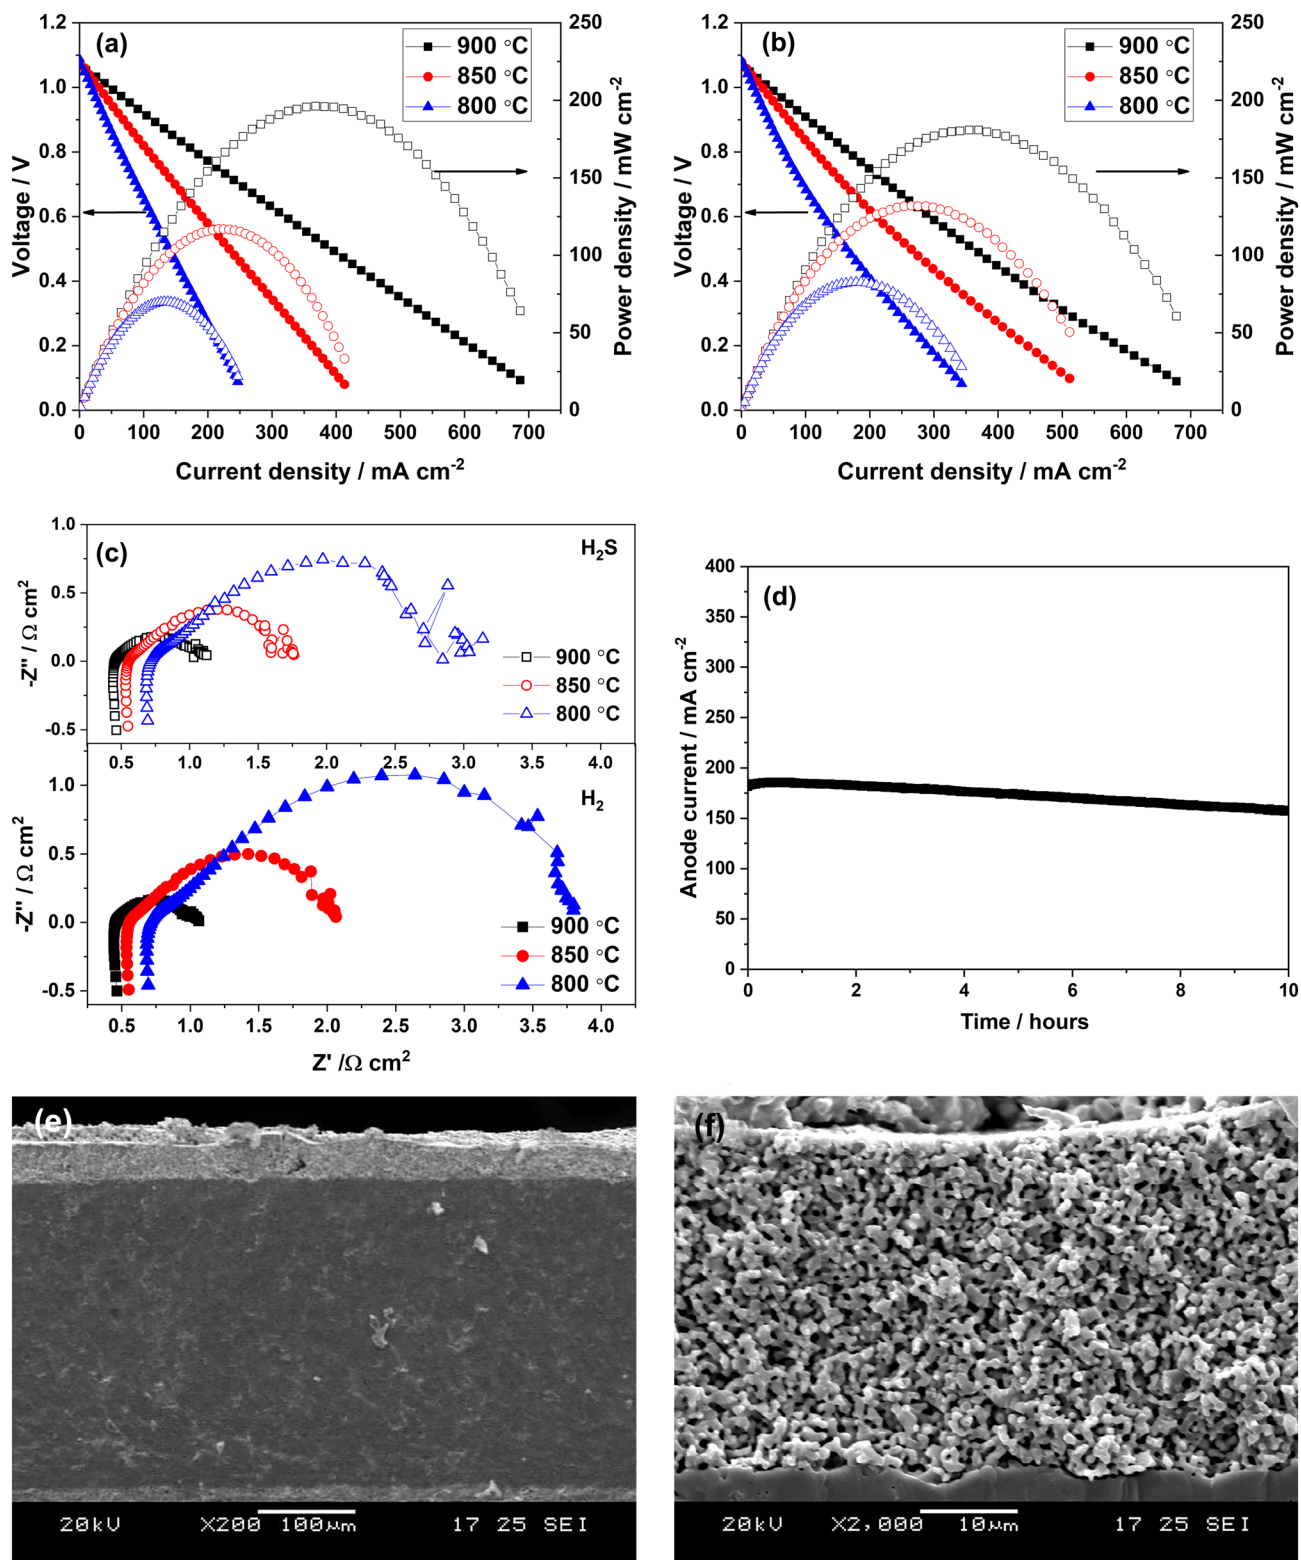 (a)
900 °C
850 °C
800 °C
Voltage / V
1.2
1.0
0.8
0.6
0.4
0.2
0.0
250
200
150
100
50
0
Power density / mW cm-2
0 100 200 300 400 500 600 700
Current density / mA cm-2
(b)
900 °C
850 °C
800 °C
Voltage / V
1.2
1.0
0.8
0.6
0.4
0.2
0.0
250
200
150
100
50
0
Power density / mW cm-2
0 100 200 300 400 500 600 700
Current density / mA cm-2
(c)
H2S
1.0
0.5
0.0
-0.5
-Z'' / Ω cm2
900 °C
850 °C
800 °C
0.5 1.0 1.5 2.0 2.5 3.0 3.5 4.0
H2
1.0
0.5
0.0
-0.5
-Z'' / Ω cm2
900 °C
850 °C
800 °C
0.5 1.0 1.5 2.0 2.5 3.0 3.5 4.0
Z' /Ω cm2
(d)
400
350
300
250
200
150
100
50
0
Anode current / mA cm-2
0 2 4 6 8 10
Time / hours
(e)
20kV X200 100μm 17 25 SEI
(f)
20kV X2,000 10μm 17 25 SEI